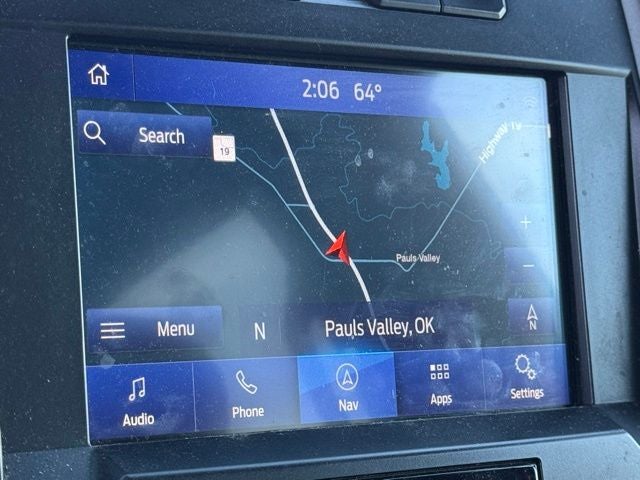 2:06 64°
Search
19
Highway 19
Pauls Valley
+
−
Menu
N
Pauls Valley, OK
N
Audio
Phone
Nav
Apps
Settings